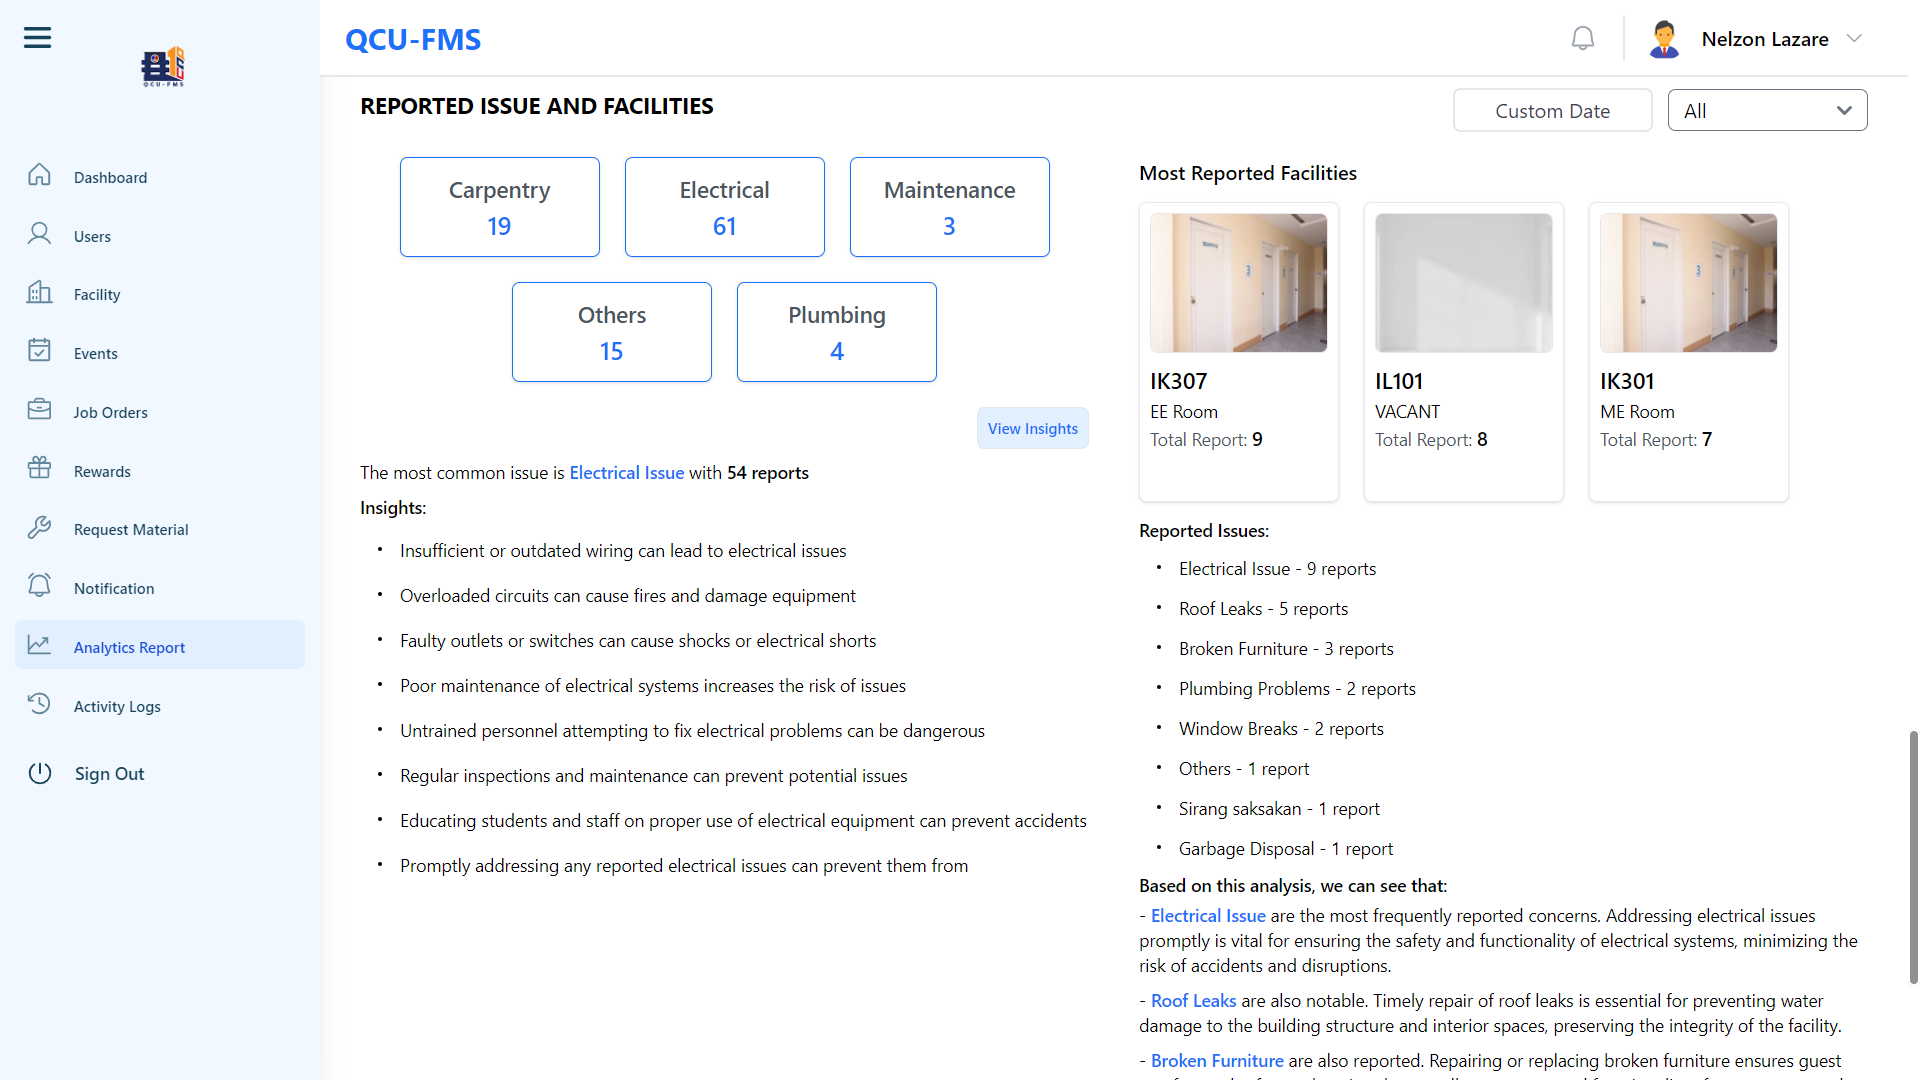 QCU-FMS
Dashboard
Users
Facility
Events
Job Orders
Rewards
Request Material
Notification
Analytics Report
Activity Logs
Sign Out
QCU-FMS
Nelzon Lazare
REPORTED ISSUE AND FACILITIES
Custom Date
All
Carpentry
19
Electrical
61
Maintenance
3
Others
15
Plumbing
4
View Insights
The most common issue is Electrical Issue with 54 reports
Insights:
• Insufficient or outdated wiring can lead to electrical issues
• Overloaded circuits can cause fires and damage equipment
• Faulty outlets or switches can cause shocks or electrical shorts
• Poor maintenance of electrical systems increases the risk of issues
• Untrained personnel attempting to fix electrical problems can be dangerous
• Regular inspections and maintenance can prevent potential issues
• Educating students and staff on proper use of electrical equipment can prevent accidents
• Promptly addressing any reported electrical issues can prevent them from
Most Reported Facilities
IK307
EE Room
Total Report: 9
IL101
VACANT
Total Report: 8
IK301
ME Room
Total Report: 7
Reported Issues:
• Electrical Issue - 9 reports
• Roof Leaks - 5 reports
• Broken Furniture - 3 reports
• Plumbing Problems - 2 reports
• Window Breaks - 2 reports
• Others - 1 report
• Sirang saksakan - 1 report
• Garbage Disposal - 1 report
Based on this analysis, we can see that:
- Electrical Issue are the most frequently reported concerns. Addressing electrical issues
promptly is vital for ensuring the safety and functionality of electrical systems, minimizing the
risk of accidents and disruptions.
- Roof Leaks are also notable. Timely repair of roof leaks is essential for preventing water
damage to the building structure and interior spaces, preserving the integrity of the facility.
- Broken Furniture are also reported. Repairing or replacing broken furniture ensures guest